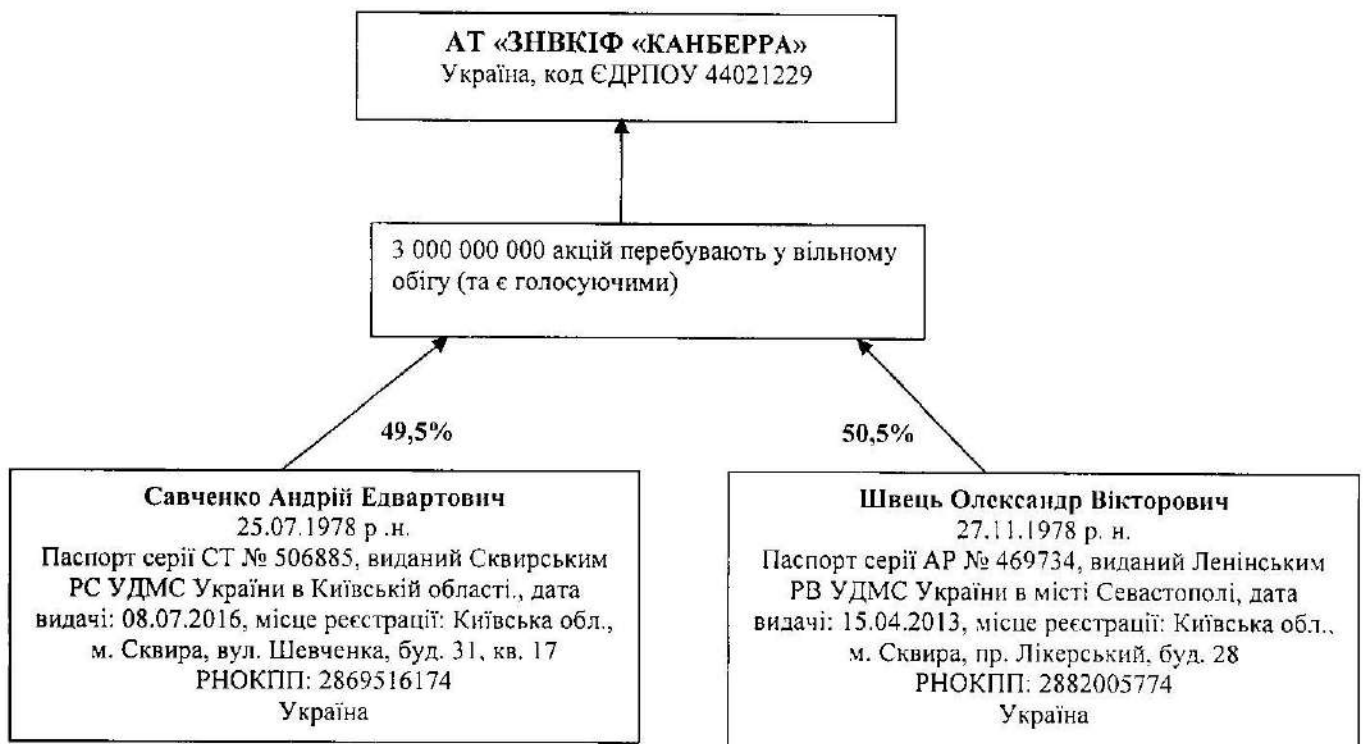 АТ «ЗНВКІФ «КАНБЕРРА»
Україна, код ЄДРПОУ 44021229
3 000 000 000 акцій перебувають у вільному
обігу (та є голосуючими)
49,5%
50,5%
Савченко Андрій Едвартович
25.07.1978 р .н.
Паспорт серії СТ № 506885, виданий Сквирським
РС УДМС України в Київській області., дата
видачі: 08.07.2016, місце реєстрації: Київська обл.,
м. Сквира, вул. Шевченка, буд. 31, кв. 17
РНОКПП: 2869516174
Україна
Швець Олександр Вікторович
27.11.1978 р. н.
Паспорт серії АР № 469734, виданий Ленінським
РВ УДМС України в місті Севастополі, дата
видачі: 15.04.2013, місце реєстрації: Київська обл.,
м. Сквира, пр. Лікерський, буд. 28
РНОКПП: 2882005774
Україна